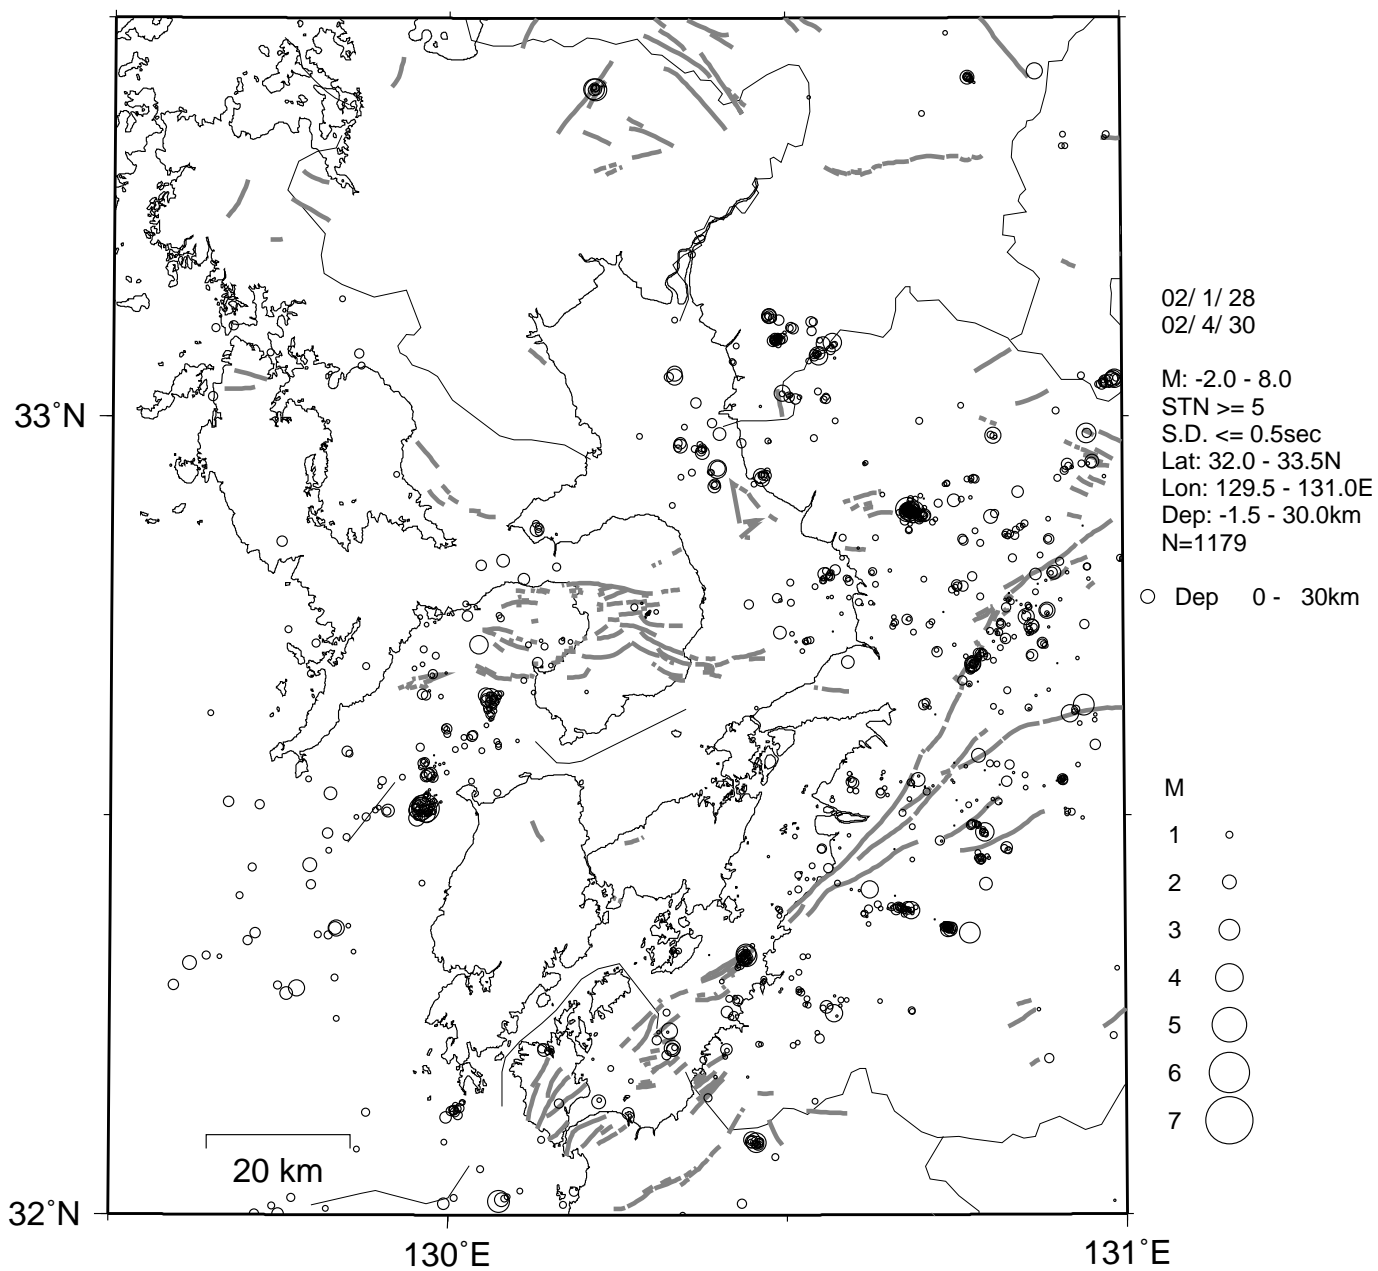 02/ 1/ 28
02/ 4/ 30
M: -2.0 - 8.0
STN >= 5
S.D. <= 0.5sec
Lat: 32.0 - 33.5N
Lon: 129.5 - 131.0E
Dep: -1.5 - 30.0km
N=1179
Dep 0 - 30km
M
1
2
3
4
5
6
7
33˚N
20 km
32˚N
130˚E
131˚E